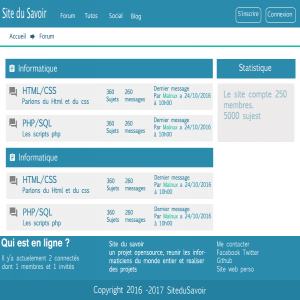 Site du Savoir
Forum Tutos Social Blog
S'inscrire Connexion
Accueil Forum
Informatique
HTML/CSS
Parlons du Html et du css
360 Sujets
260 messages
Dernier message
Par Malnux a 24/10/2016
à 10h00
PHP/SQL
Les scripts php
360 Sujets
260 messages
Dernier message
Par Malnux a 24/10/2016
à 10h00
Statistique
Le site compte 250
membres.
5000 sujest
Informatique
HTML/CSS
Parlons du Html et du css
360 Sujets
260 messages
Dernier message
Par Malnux a 24/10/2016
à 10h00
PHP/SQL
Les scripts php
360 Sujets
260 messages
Dernier message
Par Malnux a 24/10/2016
à 10h00
Qui est en ligne ?
Il y'a actuelement 2 connectés
dont 1 membres et 1 invités
Site du savoir
un projet opensource, reunir les infor-
maticiens du monde entier et realiser
des projets
Me contacter
Facebook Twitter
Github
Site web perso
Copyright 2016 -2017 SiteduSavoir